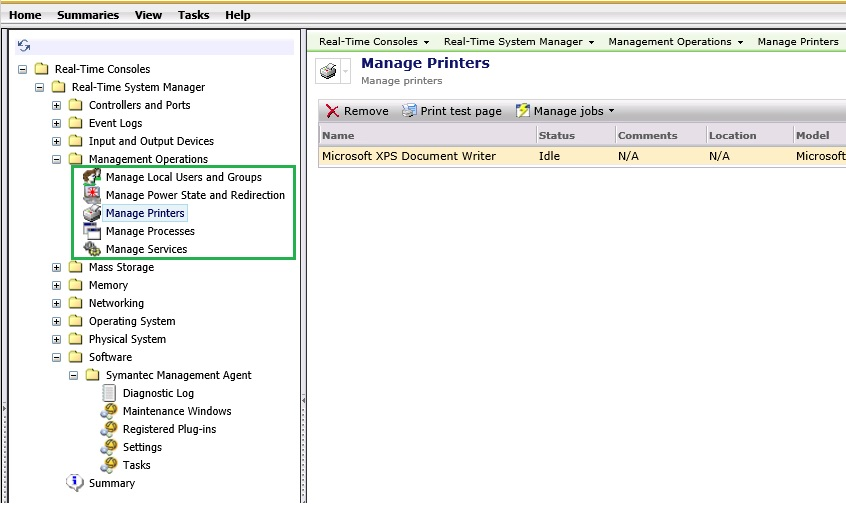 Home Summaries View Tasks Help
Real-Time Consoles
Real-Time System Manager
Controllers and Ports
Event Logs
Input and Output Devices
Management Operations
Manage Local Users and Groups
Manage Power State and Redirection
Manage Printers
Manage Processes
Manage Services
Mass Storage
Memory
Networking
Operating System
Physical System
Software
Symantec Management Agent
Diagnostic Log
Maintenance Windows
Registered Plug-ins
Settings
Tasks
Summary
Real-Time Consoles Real-Time System Manager Management Operations Manage Printers
Manage Printers
Manage printers
Remove Print test page Manage jobs
Name Status Comments Location Model
Microsoft XPS Document Writer Idle N/A N/A Microsoft